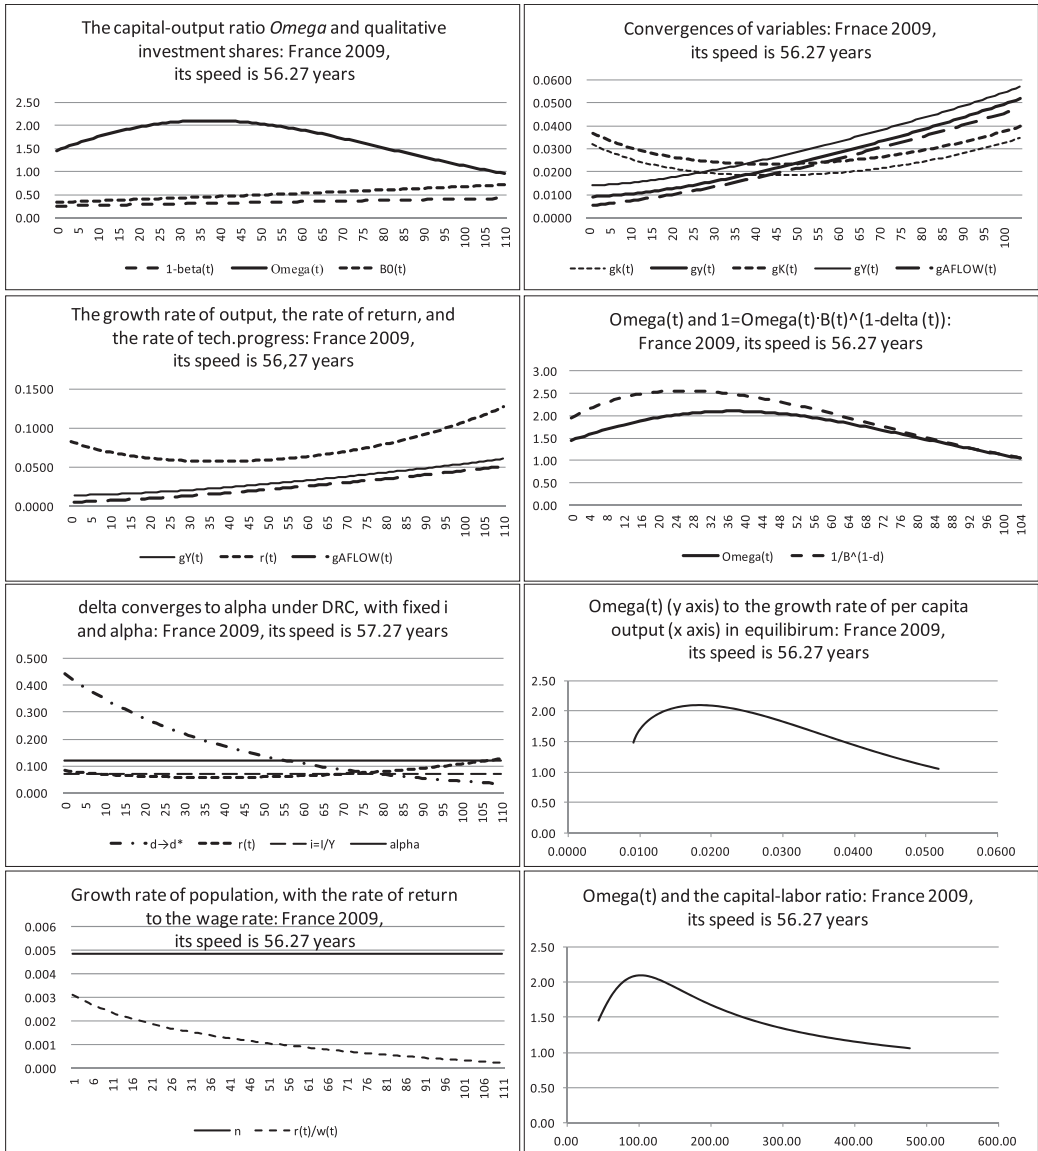 The capital-output ratio Omega and qualitative
investment shares: France 2009,
its speed is 56.27 years
2.50
2.00
1.50
1.00
0.50
0.00
0 5 10 15 20 25 30 35 40 45 50 55 60 65 70 75 80 85 90 95 100 105 110
1-beta(t) Omega(t) B0(t)
Convergences of variables: Frnace 2009,
its speed is 56.27 years
0.0600
0.0500
0.0400
0.0300
0.0200
0.0100
0.0000
0 5 10 15 20 25 30 35 40 45 50 55 60 65 70 75 80 85 90 95 100
gk(t) gy(t) gK(t) gY(t) gAFLOW(t)
The growth rate of output, the rate of return, and
the rate of tech.progress: France 2009,
its speed is 56,27 years
0.1500
0.1000
0.0500
0.0000
0 5 10 15 20 25 30 35 40 45 50 55 60 65 70 75 80 85 90 95 100 105 110
gY(t) r(t) gAFLOW(t)
Omega(t) and 1=Omega(t)·B(t)^(1-delta (t)):
France 2009, its speed is 56.27 years
3.00
2.50
2.00
1.50
1.00
0.50
0.00
0 4 8 12 16 20 24 28 32 36 40 44 48 52 56 60 64 68 72 76 80 84 88 92 96 100 104
Omega(t) 1/B^(1-d)
delta converges to alpha under DRC, with fixed i
and alpha: France 2009, its speed is 57.27 years
0.500
0.400
0.300
0.200
0.100
0.000
0 5 10 15 20 25 30 35 40 45 50 55 60 65 70 75 80 85 90 95 100 105 110
d→d* r(t) i=I/Y alpha
Omega(t) (y axis) to the growth rate of per capita
output (x axis) in equilibirum: France 2009,
its speed is 56.27 years
2.50
2.00
1.50
1.00
0.50
0.00
0.0000 0.0100 0.0200 0.0300 0.0400 0.0500 0.0600
Growth rate of population, with the rate of return
to the wage rate: France 2009,
its speed is 56.27 years
0.006
0.005
0.004
0.003
0.002
0.001
0.000
1 6 11 16 21 26 31 36 41 46 51 56 61 66 71 76 81 86 91 96 101 106 111
n r(t)/w(t)
Omega(t) and the capital-labor ratio: France 2009,
its speed is 56.27 years
2.50
2.00
1.50
1.00
0.50
0.00
0.00 100.00 200.00 300.00 400.00 500.00 600.00